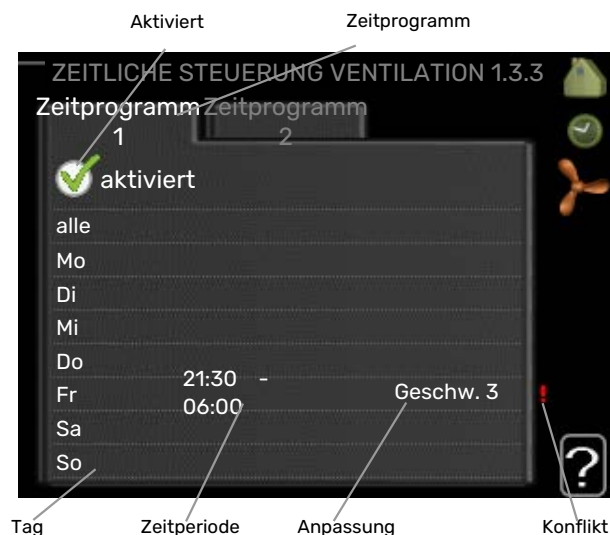 Aktiviert Zeitprogramm
ZEITLICHE STEUERUNG VENTILATION 1.3.3
Zeitprogramm Zeitprogramm
1 2
aktiviert
alle
Mo
Di
Mi
Do
21:30 -
Fr Geschw. 3 !
06:00
Sa
So
?
Tag Zeitperiode Anpassung Konflikt